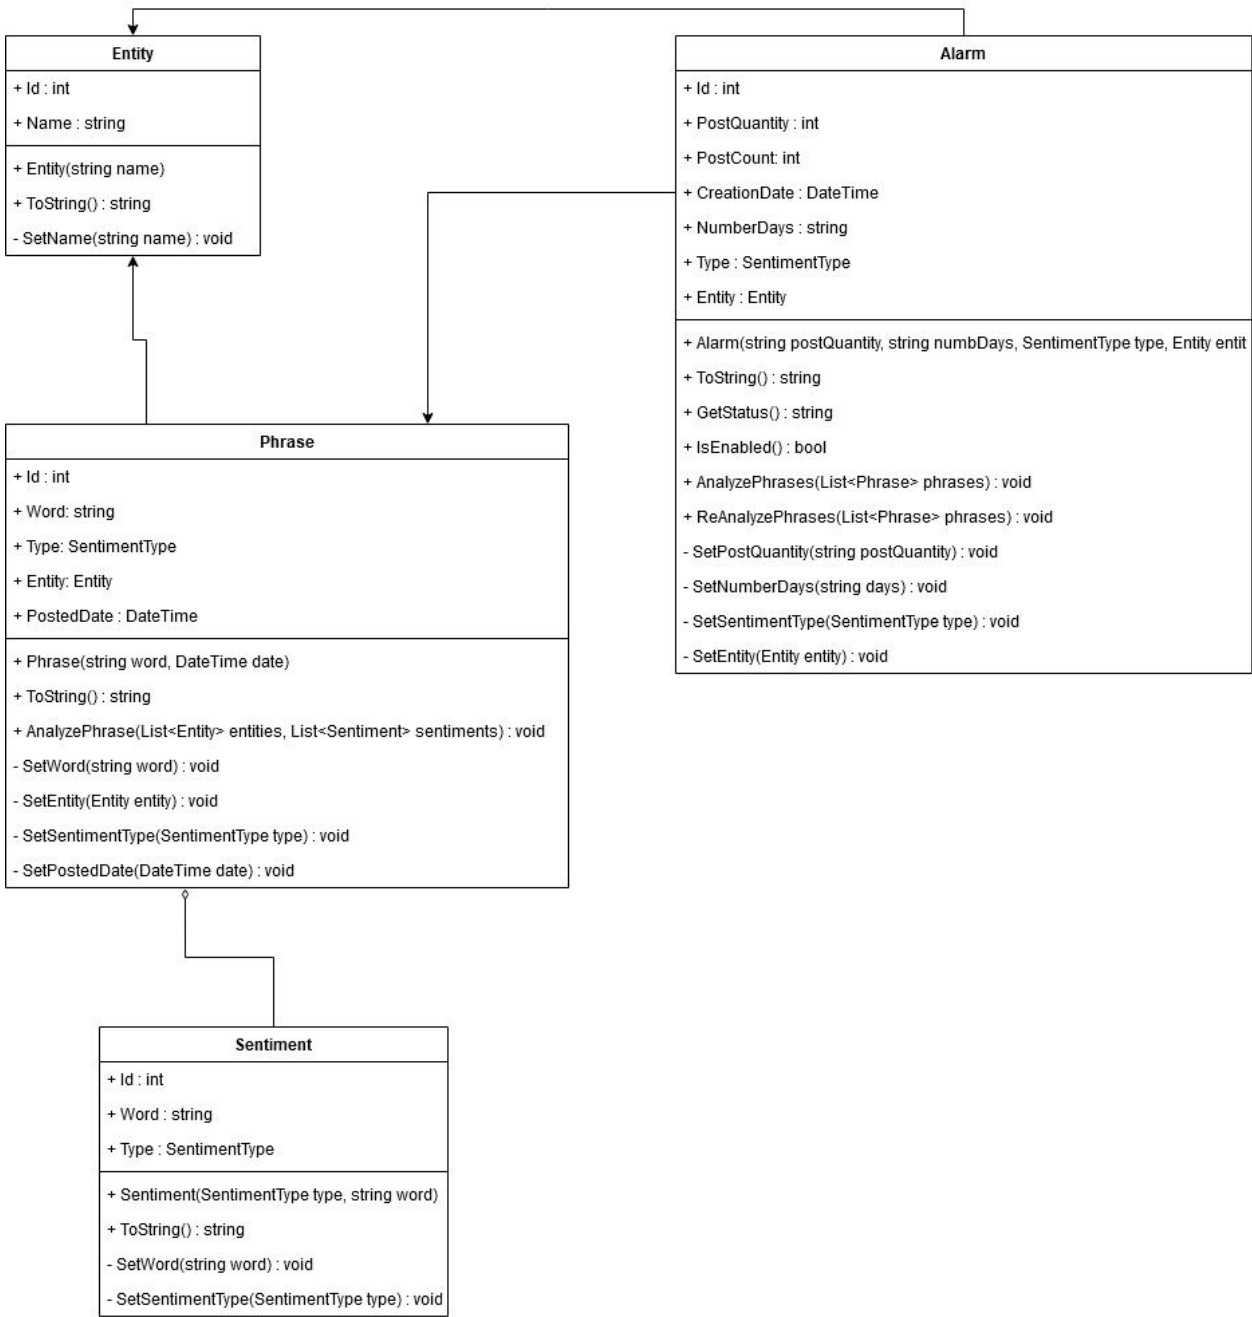 Entity
+ Id : int
+ Name : string
+ Entity(string name)
+ ToString() : string
- SetName(string name) : void
Alarm
+ Id : int
+ PostQuantity : int
+ PostCount: int
+ CreationDate : DateTime
+ NumberDays : string
+ Type : SentimentType
+ Entity : Entity
+ Alarm(string postQuantity, string numbDays, SentimentType type, Entity entit
+ ToString() : string
+ GetStatus() : string
+ IsEnabled() : bool
+ AnalyzePhrases(List<Phrase> phrases) : void
+ ReAnalyzePhrases(List<Phrase> phrases) : void
- SetPostQuantity(string postQuantity) : void
- SetNumberDays(string days) : void
- SetSentimentType(SentimentType type) : void
- SetEntity(Entity entity) : void
Phrase
+ Id : int
+ Word: string
+ Type: SentimentType
+ Entity: Entity
+ PostedDate : DateTime
+ Phrase(string word, DateTime date)
+ ToString() : string
+ AnalyzePhrase(List<Entity> entities, List<Sentiment> sentiments) : void
- SetWord(string word) : void
- SetEntity(Entity entity) : void
- SetSentimentType(SentimentType type) : void
- SetPostedDate(DateTime date) : void
Sentiment
+ Id : int
+ Word : string
+ Type : SentimentType
+ Sentiment(SentimentType type, string word)
+ ToString() : string
- SetWord(string word) : void
- SetSentimentType(SentimentType type) : void